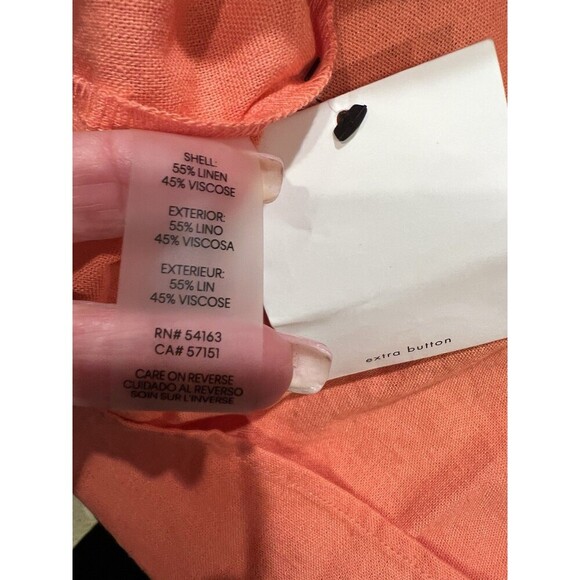 SHELL:
55% LINEN
45% VISCOSE
EXTERIOR:
55% LINO
45% VISCOSA
EXTERIEUR:
55% LIN
45% VISCOSE
RN# 54163
CA# 57151
CARE ON REVERSE
CUIDADO AL REVERSO
SOIN SUR L'INVERSE
extra button